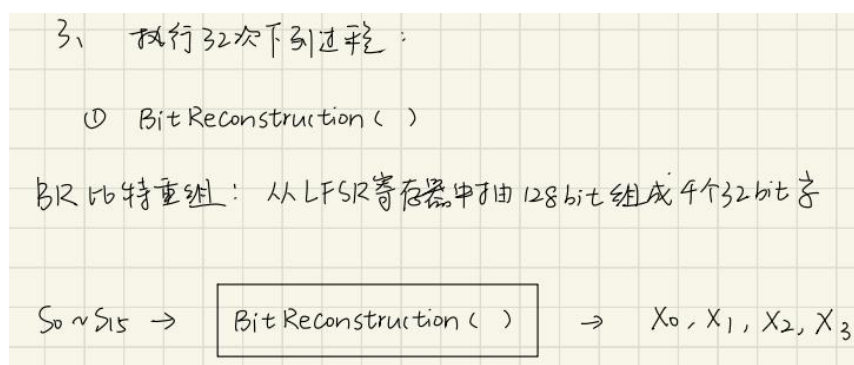 3、 执行32次下列过程：
① BitReconstruction( )
BR 比特重组：从LFSR寄存器中抽128bit组成4个32bit字
S0~S15 → BitReconstruction( ) → X0, X1, X2, X3